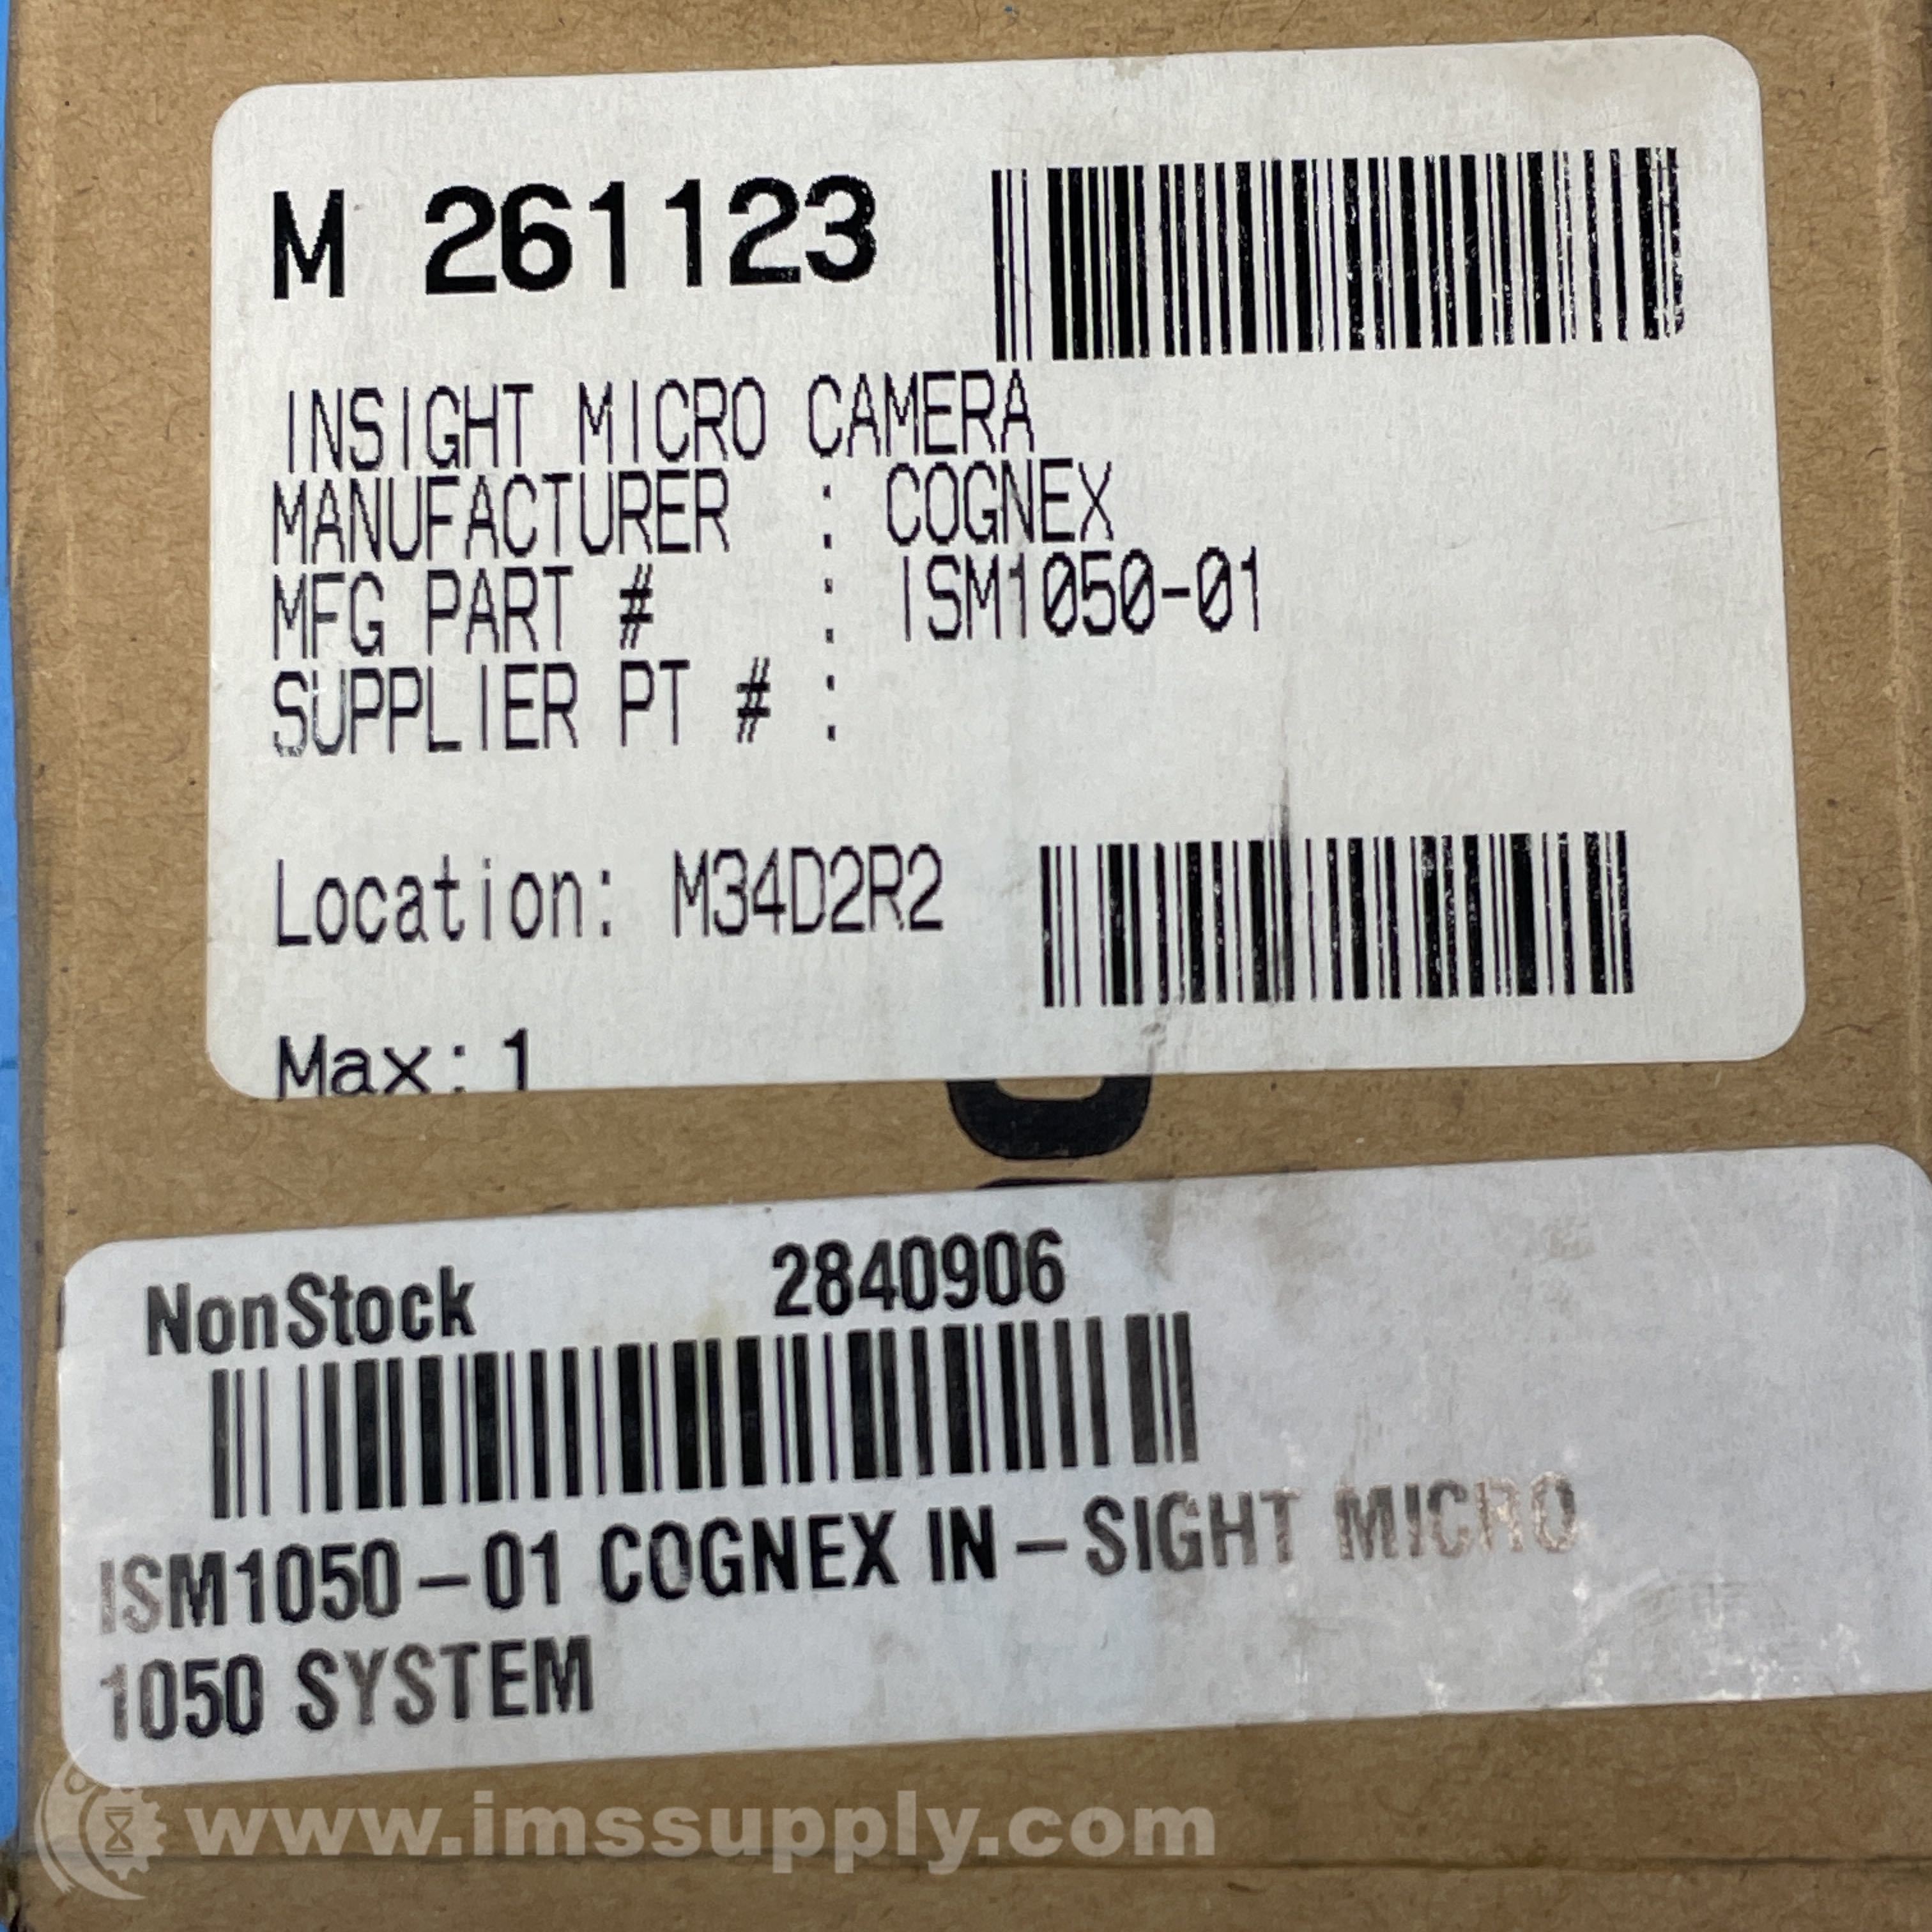 M 261123
INSIGHT MICRO CAMERA
MANUFACTURER : COGNEX
MFG PART # : ISM1050-01
SUPPLIER PT # :
Location: M34D2R2
Max: 1
NonStock 2840906
ISM1050-01 COGNEX IN-SIGHT MICRO
1050 SYSTEM
www.imssupply.com